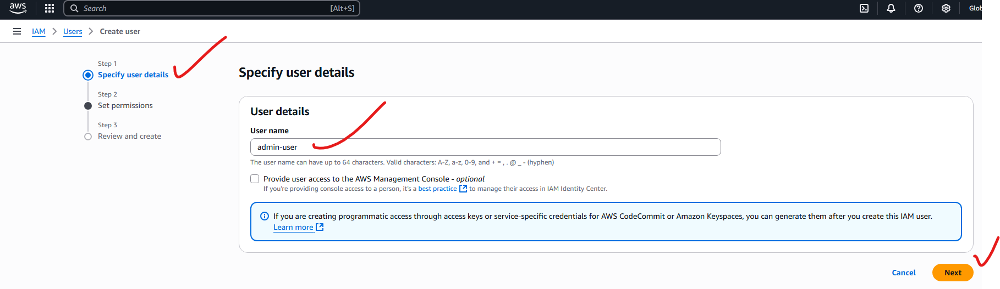 aws
Search
[Alt+S]
IAM
Users
Create user
Step 1
Specify user details
Step 2
Set permissions
Step 3
Review and create
Specify user details
User details
User name
admin-user
The user name can have up to 64 characters. Valid characters: A-Z, a-z, 0-9, and + = , . @ _ - (hyphen)
Provide user access to the AWS Management Console - optional
If you're providing console access to a person, it's a best practice to manage their access in IAM Identity Center.
If you are creating programmatic access through access keys or service-specific credentials for AWS CodeCommit or Amazon Keyspaces, you can generate them after you create this IAM user.
Learn more
Cancel
Next